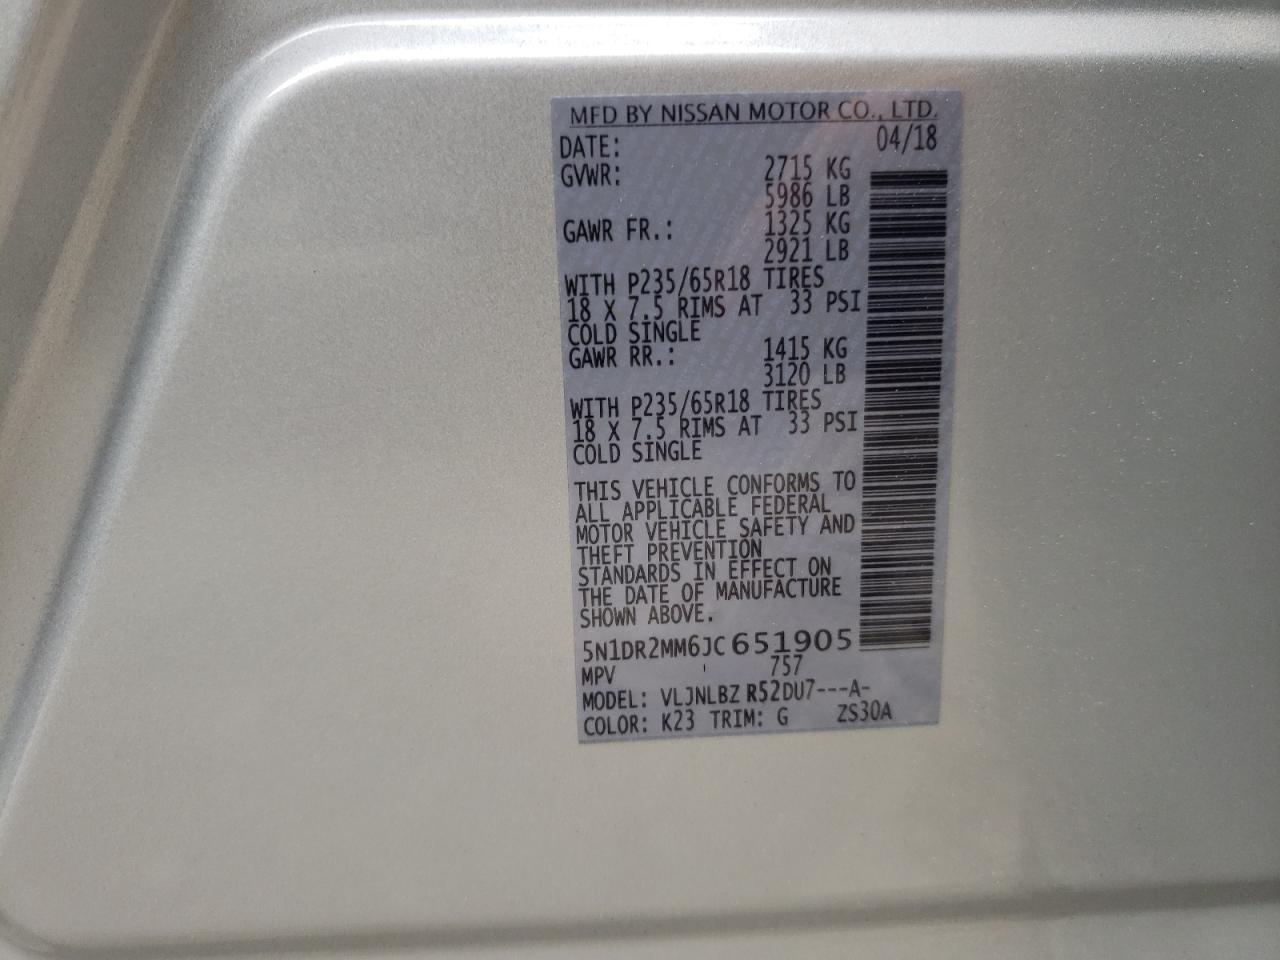 MFD BY NISSAN MOTOR CO., LTD.
DATE: 04/18
GVWR: 2715 KG
5986 LB
GAWR FR.: 1325 KG
2921 LB
WITH P235/65R18 TIRES
18 X 7.5 RIMS AT 33 PSI
COLD SINGLE
GAWR RR.: 1415 KG
3120 LB
WITH P235/65R18 TIRES
18 X 7.5 RIMS AT 33 PSI
COLD SINGLE
THIS VEHICLE CONFORMS TO
ALL APPLICABLE FEDERAL
MOTOR VEHICLE SAFETY AND
THEFT PREVENTION
STANDARDS IN EFFECT ON
THE DATE OF MANUFACTURE
SHOWN ABOVE.
5N1DR2MM6JC651905
MPV 757
MODEL: VLJNLBZ R52DU7---A-
COLOR: K23 TRIM: G ZS30A